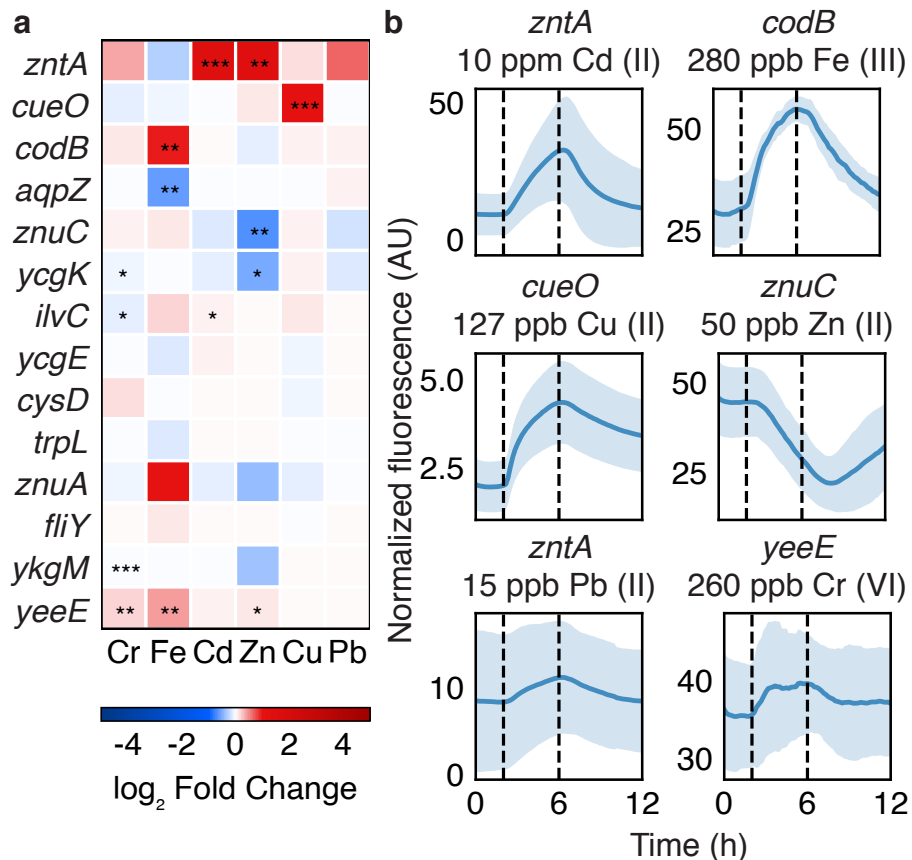 a
zntA
cueO
codB
aqpZ
znuC
ycgK
ilvC
ycgE
cysD
trpL
znuA
fliY
ykgM
yeeE
*** **
***
**
**
**
* *
* *
***
** ** *
Cr Fe Cd Zn Cu Pb
-4 -2 0 2 4
log₂ Fold Change
b
Normalized fluorescence (AU)
zntA
10 ppm Cd (II)
50
0
codB
280 ppb Fe (III)
50
25
cueO
127 ppb Cu (II)
5.0
2.5
znuC
50 ppb Zn (II)
50
25
zntA
15 ppb Pb (II)
10
0
0 6 12
yeeE
260 ppb Cr (VI)
40
30
0 6 12
Time (h)